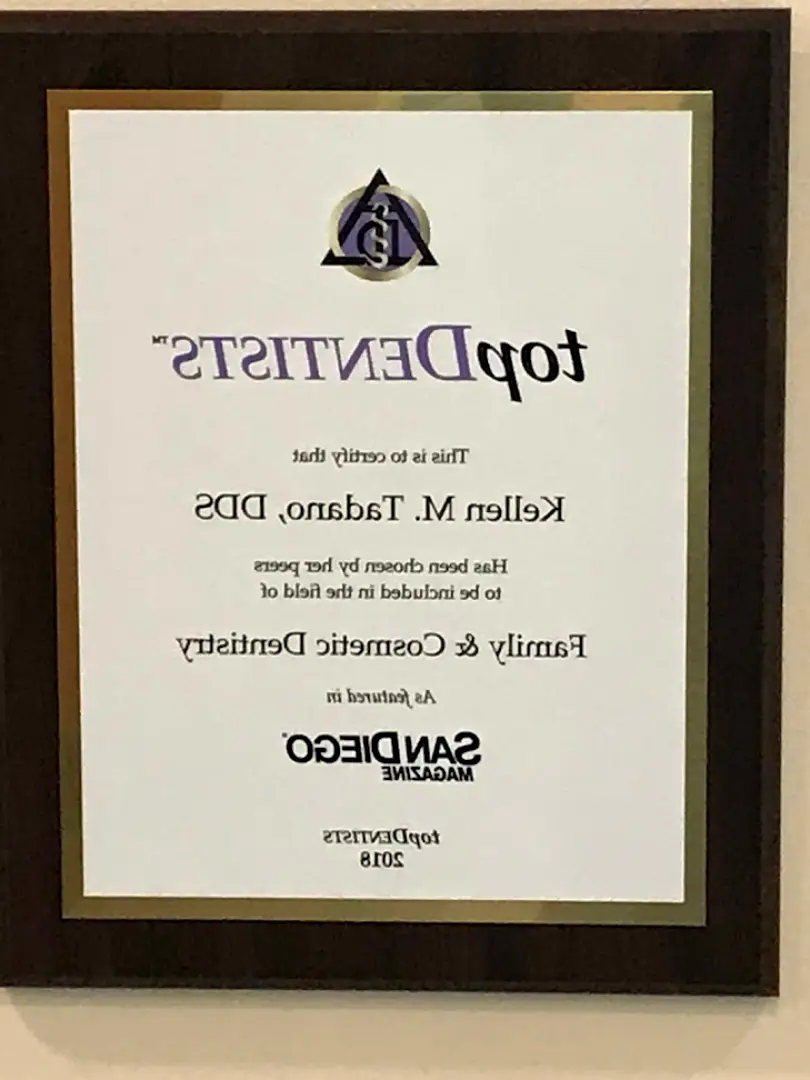 topDENTISTS™
This is to certify that
Kellen M. Tadano, DDS
Has been chosen by her peers
to be included in the field of
Family & Cosmetic Dentistry
As featured in
SAN DIEGO
MAGAZINE
topDENTISTS
2018